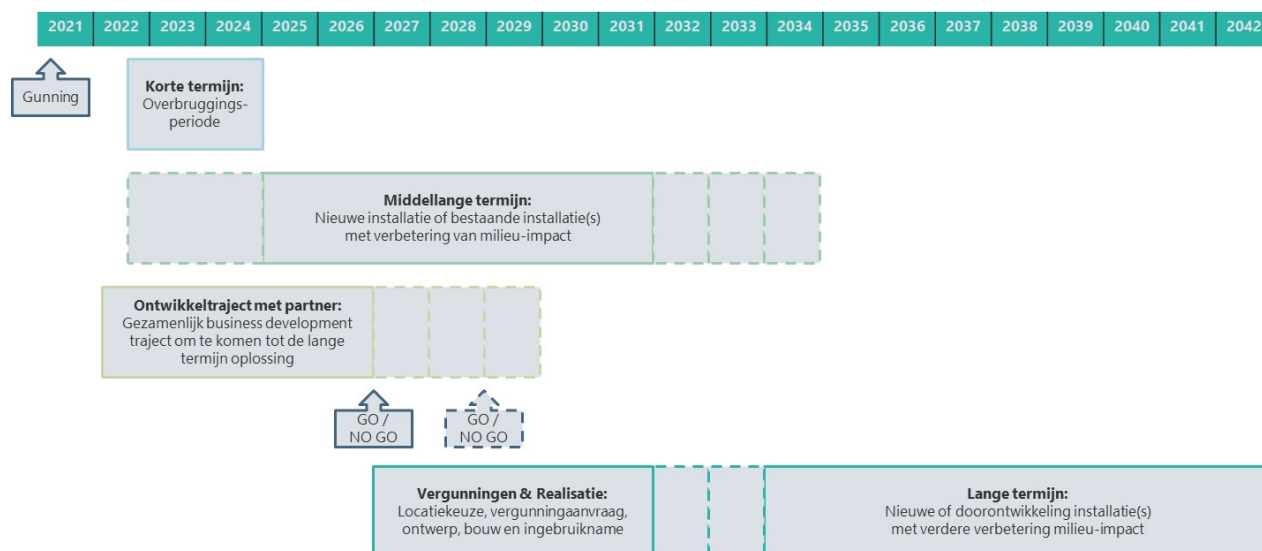 2021 2022 2023 2024 2025 2026 2027 2028 2029 2030 2031 2032 2033 2034 2035 2036 2037 2038 2039 2040 2041 2042
Gunning
Korte termijn:
Overbruggings-
periode
Middellange termijn:
Nieuwe installatie of bestaande installatie(s)
met verbetering van milieu-impact
Ontwikkeltraject met partner:
Gezamenlijk business development
traject om te komen tot de lange
termijn oplossing
GO /
NO GO
GO /
NO GO
Vergunningen & Realisatie:
Locatiekeuze, vergunningaanvraag,
ontwerp, bouw en ingebruikname
Lange termijn:
Nieuwe of doorontwikkeling installatie(s)
met verdere verbetering milieu-impact